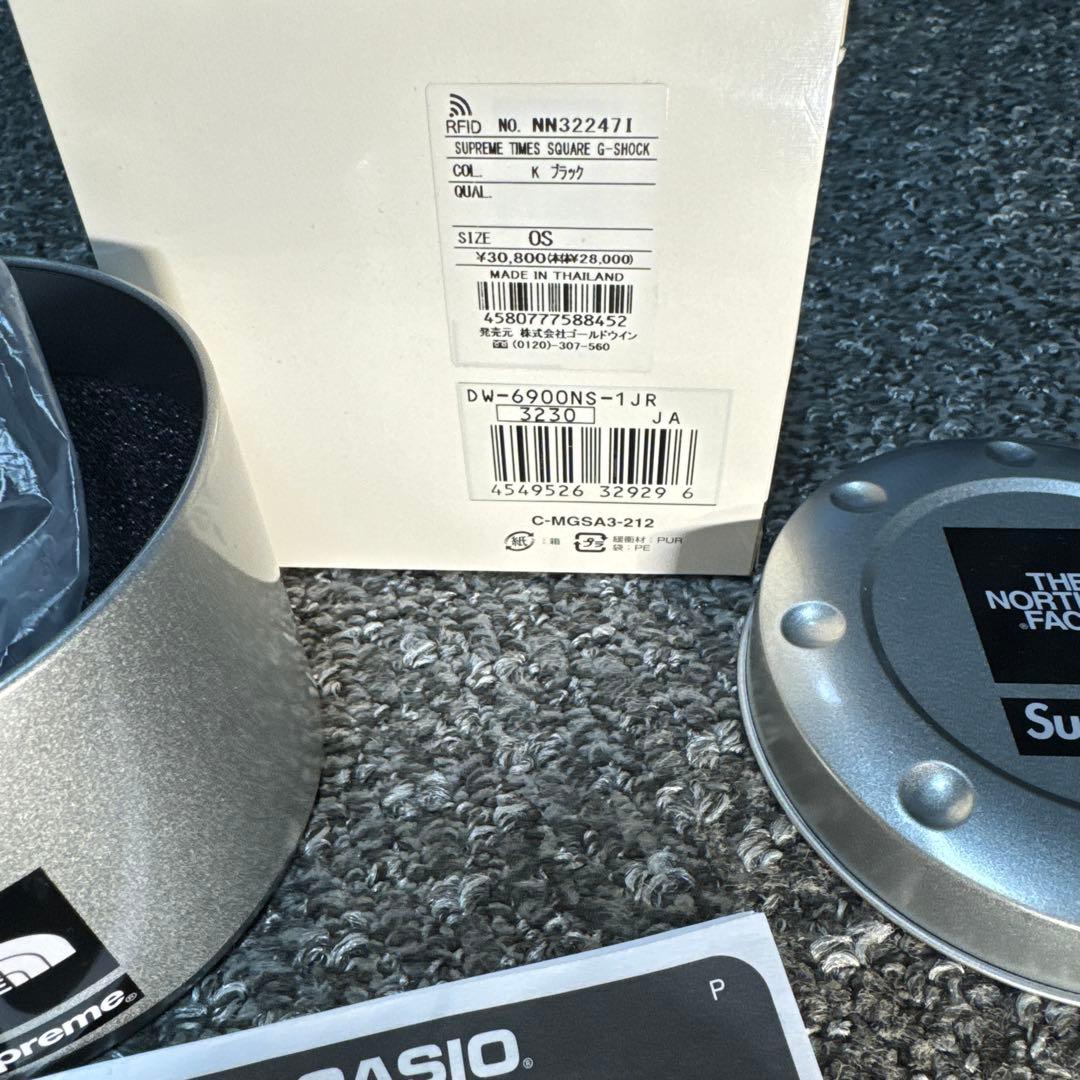 RFID NO. NN32247I
SUPREME TIMES SQUARE G-SHOCK
COL. K ブラック
QUAL.
SIZE OS
¥30,800(本体¥28,000)
MADE IN THAILAND
4580777588452
発売元 株式会社ゴールドウイン
☎(0120)-307-560
DW-6900NS-1JR
3230 JA
4549526 32929 6
C-MGSA3-212
紙 : 箱 プラ 緩衝材 : PUR
袋 : PE
THE
NORTH
FACE
Su
E
preme®
P
CASIO®